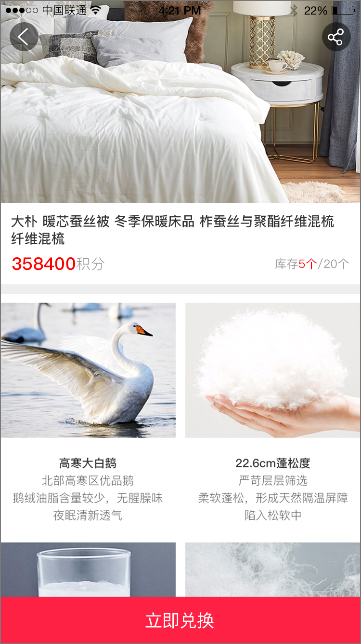 中国联通 4:21 PM 22%
大朴 暖芯蚕丝被 冬季保暖床品 柞蚕丝与聚酯纤维混梳
纤维混梳
358400积分 库存5个/20个
高寒大白鹅
北部高寒区优品鹅
鹅绒油脂含量较少，无腥臊味
夜眠清新透气
22.6cm蓬松度
严苛层层筛选
柔软蓬松，形成天然隔温屏障
陷入松软中
立即兑换